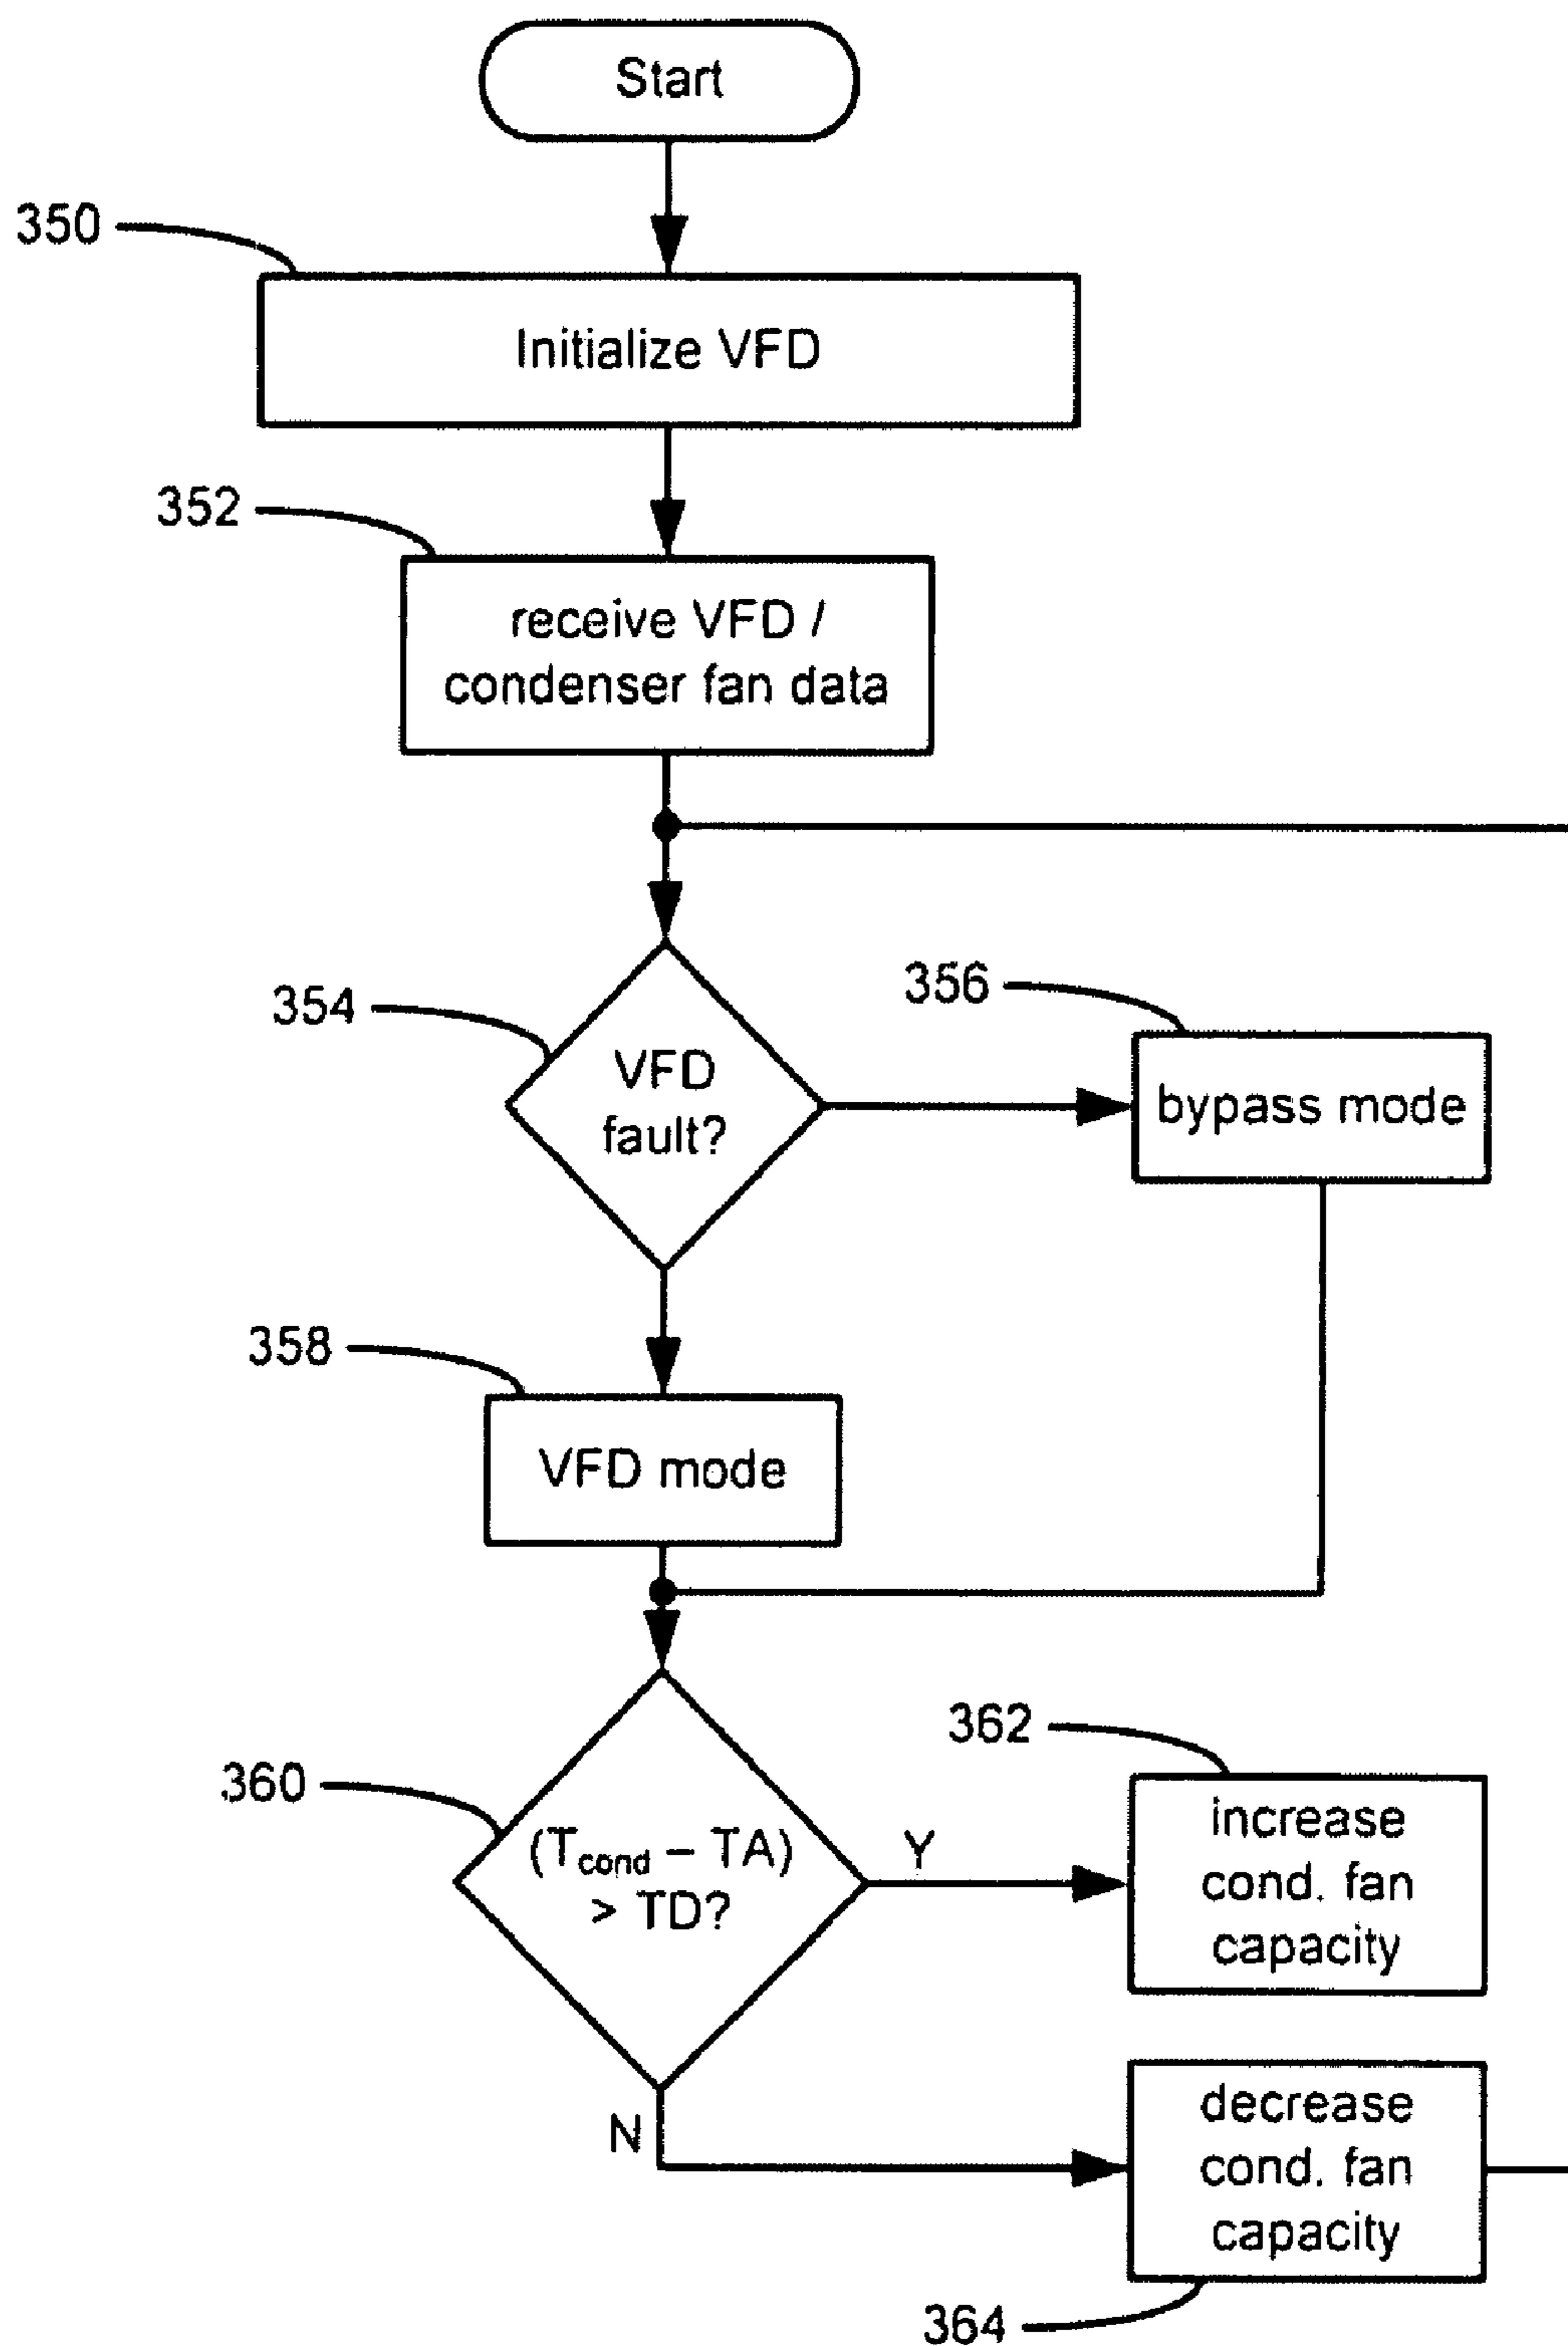 Start
350
Initialize VFD
352
receive VFD /
condenser fan data
354
VFD
fault?
356
bypass mode
358
VFD mode
360
(Tcond – TA)
> TD?
Y
362
increase
cond. fan
capacity
N
decrease
cond. fan
capacity
364